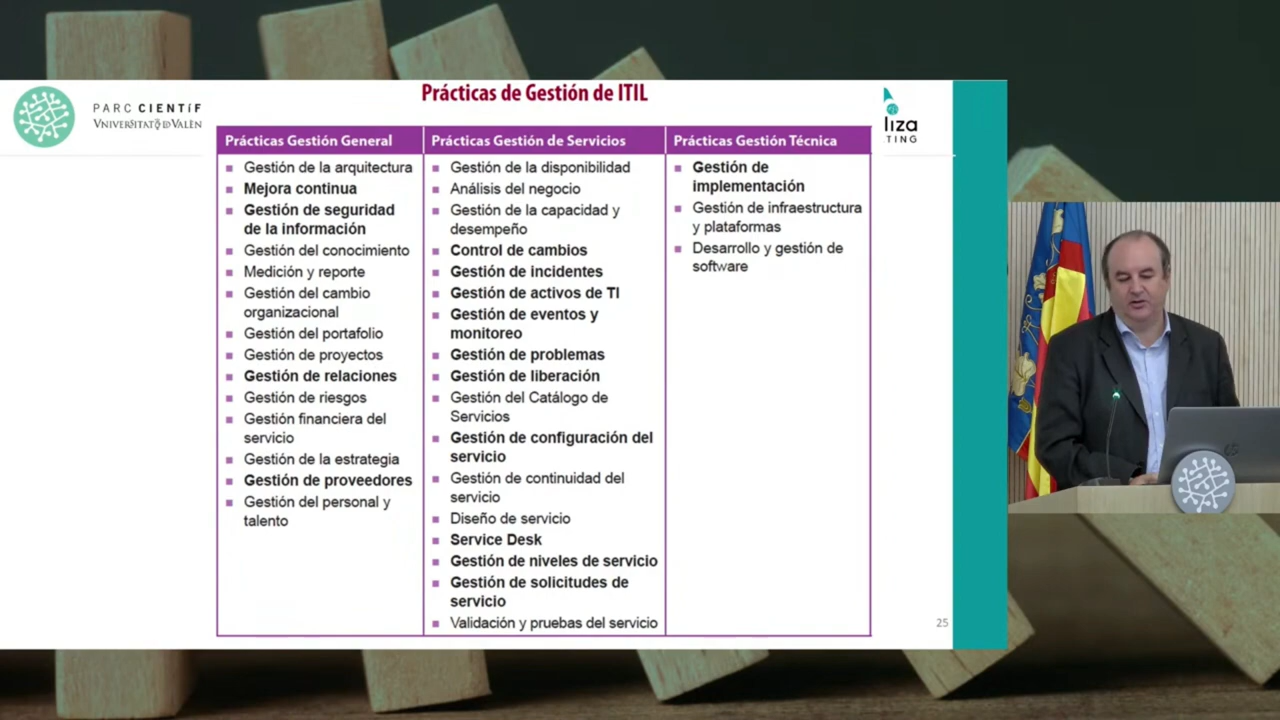 Prácticas de Gestión de ITIL
PARC CIENTÍF
VNIVERSITATQ IDVALÈN
liza
TING
Prácticas Gestión General
Gestión de la arquitectura
Mejora continua
Gestión de seguridad
de la información
Gestión del conocimiento
Medición y reporte
Gestión del cambio
organizacional
Gestión del portafolio
Gestión de proyectos
Gestión de relaciones
Gestión de riesgos
Gestión financiera del
servicio
Gestión de la estrategia
Gestión de proveedores
Gestión del personal y
talento
Prácticas Gestión de Servicios
Gestión de la disponibilidad
Análisis del negocio
Gestión de la capacidad y
desempeño
Control de cambios
Gestión de incidentes
Gestión de activos de TI
Gestión de eventos y
monitoreo
Gestión de problemas
Gestión de liberación
Gestión del Catálogo de
Servicios
Gestión de configuración del
servicio
Gestión de continuidad del
servicio
Diseño de servicio
Service Desk
Gestión de niveles de servicio
Gestión de solicitudes de
servicio
Validación y pruebas del servicio
Prácticas Gestión Técnica
Gestión de
implementación
Gestión de infraestructura
y plataformas
Desarrollo y gestión de
software
25